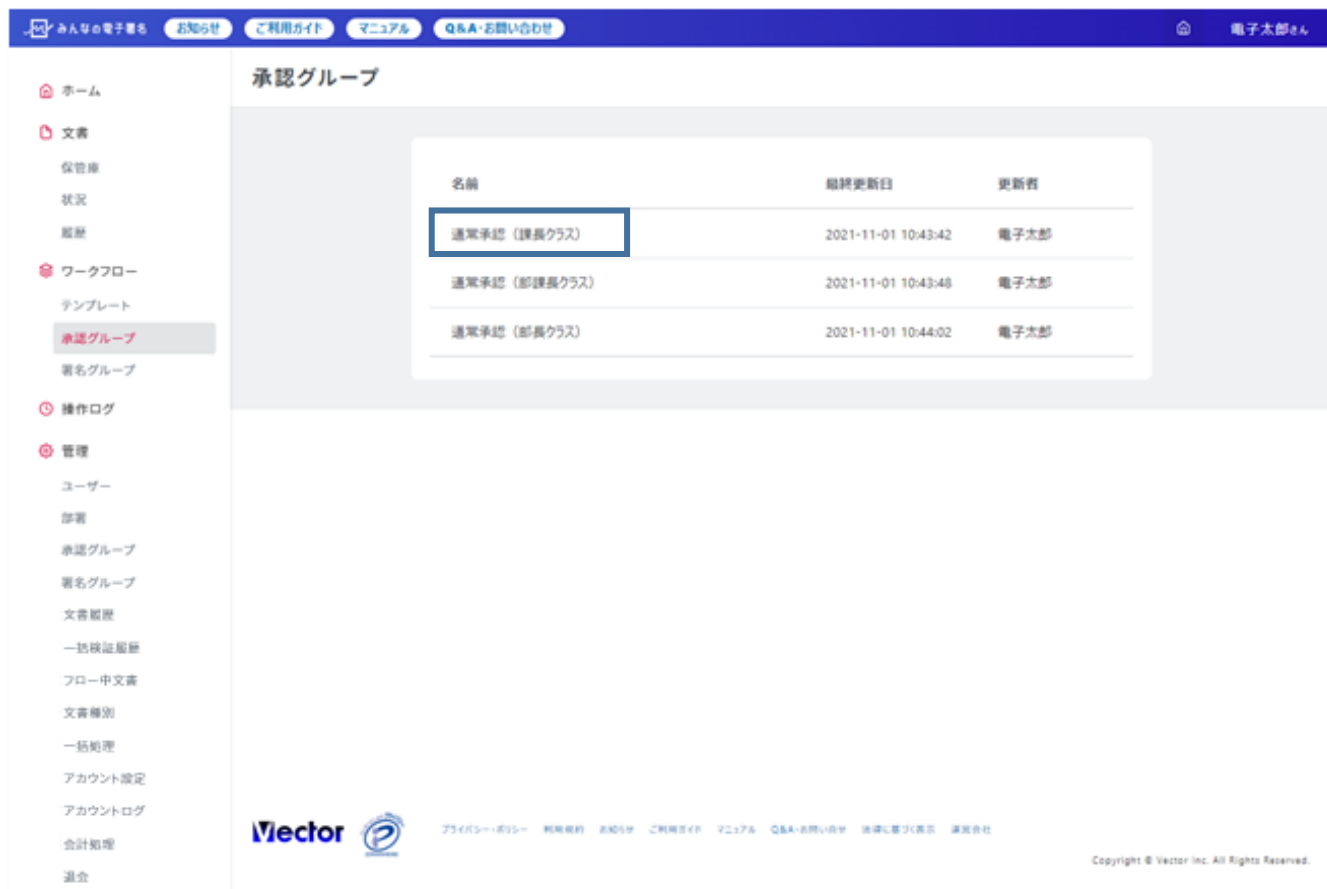 みんなの電子署名 お知らせ ご利用ガイド マニュアル Q&A・お問い合わせ 電子太郎さん
承認グループ
ホーム
文書
保管庫
状況
履歴
ワークフロー
テンプレート
承認グループ
署名グループ
操作ログ
管理
ユーザー
部署
承認グループ
署名グループ
文書履歴
一括検証履歴
フロー中文書
文書種別
一括処理
アカウント設定
アカウントログ
会計処理
退会
名前 最終更新日 更新者
通常承認（課長クラス） 2021-11-01 10:43:42 電子太郎
通常承認（部課長クラス） 2021-11-01 10:43:48 電子太郎
通常承認（部長クラス） 2021-11-01 10:44:02 電子太郎
Vector
プライバシー・ポリシー 利用規約 お知らせ ご利用ガイド マニュアル Q&A・お問い合せ 法律に基づく表示 運営会社
Copyright © Vector Inc. All Rights Reserved.